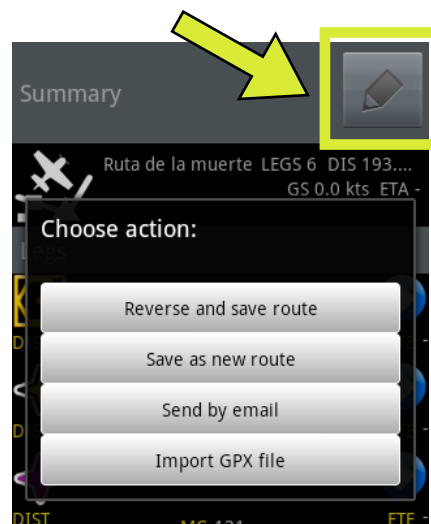 Summary
Ruta de la muerte LEGS 6 DIS 193....
GS 0.0 kts ETA -
Choose action:
Legs
Reverse and save route
Save as new route
Send by email
Import GPX file
DIST
ETE -